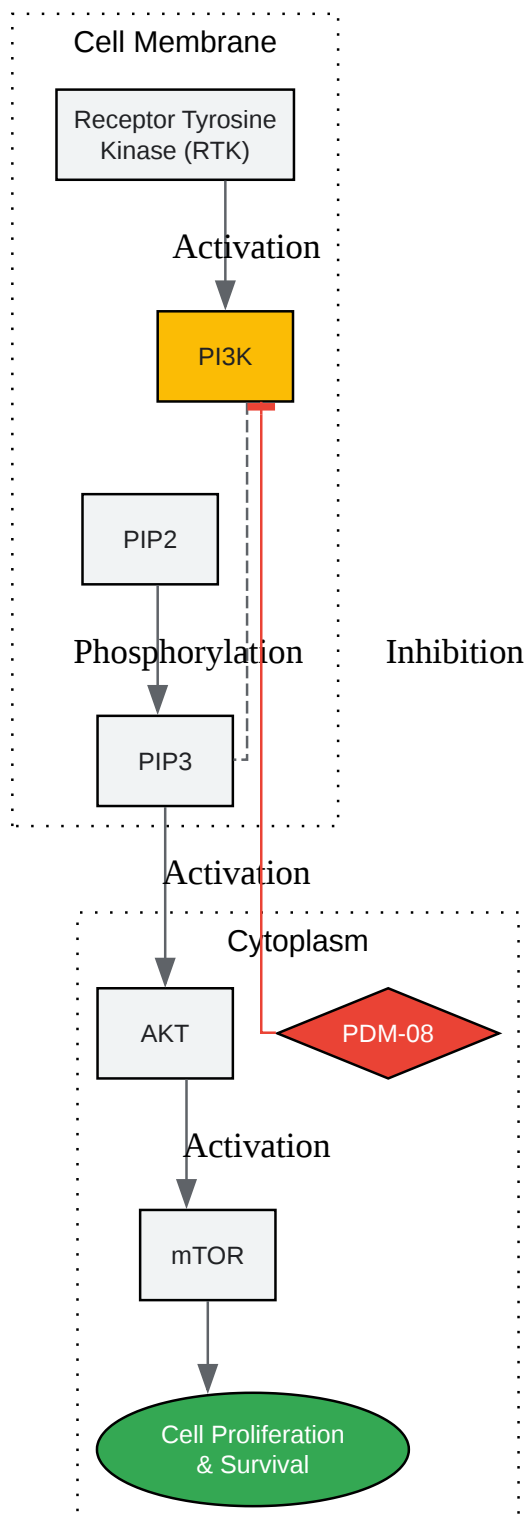 Cell Membrane
Receptor Tyrosine
Kinase (RTK)
Activation
PI3K
PIP2
Phosphorylation
Inhibition
PIP3
Activation
Cytoplasm
AKT
PDM-08
Activation
mTOR
Cell Proliferation
& Survival